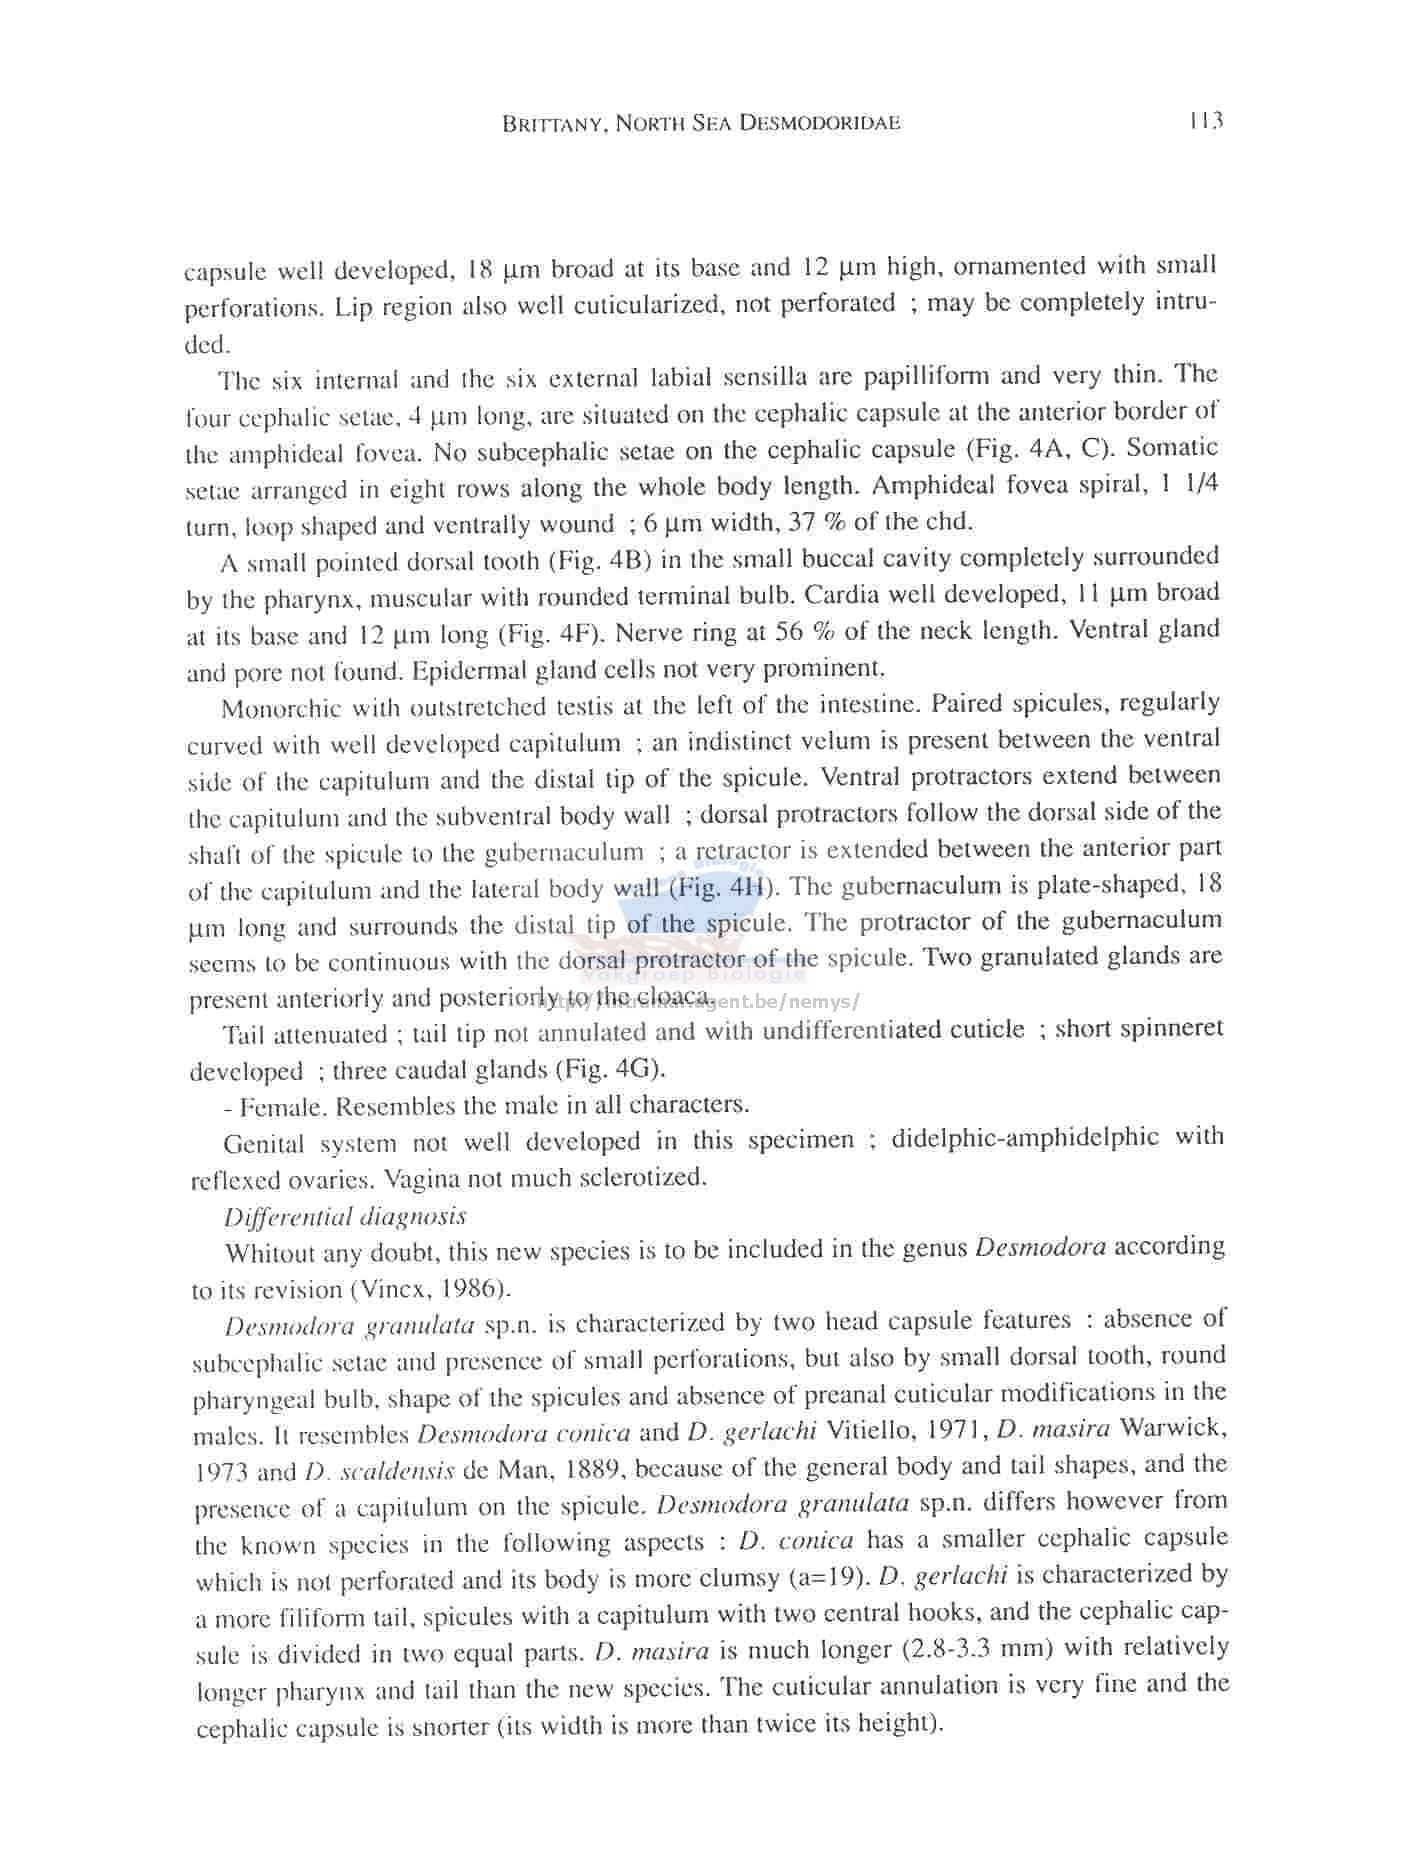 BRITTANY, NORTH SEA DESMODORIDAE 113
capsule well developed, 18 µm broad at its base and 12 µm high, ornamented with small
perforations. Lip region also well cuticularized, not perforated ; may be completely intru-
ded.
The six internal and the six external labial sensilla are papilliform and very thin. The
four cephalic setae, 4 µm long, are situated on the cephalic capsule at the anterior border of
the amphideal fovea. No subcephalic setae on the cephalic capsule (Fig. 4A, C). Somatic
setae arranged in eight rows along the whole body length. Amphideal fovea spiral, 1 1/4
turn, loop shaped and ventrally wound ; 6 µm width, 37 % of the chd.
A small pointed dorsal tooth (Fig. 4B) in the small buccal cavity completely surrounded
by the pharynx, muscular with rounded terminal bulb. Cardia well developed, 11 µm broad
at its base and 12 µm long (Fig. 4F). Nerve ring at 56 % of the neck length. Ventral gland
and pore not found. Epidermal gland cells not very prominent.
Monorchic with outstretched testis at the left of the intestine. Paired spicules, regularly
curved with well developed capitulum ; an indistinct velum is present between the ventral
side of the capitulum and the distal tip of the spicule. Ventral protractors extend between
the capitulum and the subventral body wall ; dorsal protractors follow the dorsal side of the
shaft of the spicule to the gubernaculum ; a retractor is extended between the anterior part
of the capitulum and the lateral body wall (Fig. 4H). The gubernaculum is plate-shaped, 18
µm long and surrounds the distal tip of the spicule. The protractor of the gubernaculum
seems to be continuous with the dorsal protractor of the spicule. Two granulated glands are
Vakgroep Biologie
present anteriorly and posteriorly to the cloaca.
Tail attenuated ; tail tip not annulated and with undifferentiated cuticle ; short spinneret
developed ; three caudal glands (Fig. 4G).
- Female. Resembles the male in all characters.
Genital system not well developed in this specimen ; didelphic-amphidelphic with
reflexed ovaries. Vagina not much sclerotized.
Differential diagnosis
Whitout any doubt, this new species is to be included in the genus Desmodora according
to its revision (Vincx, 1986).
Desmodora granulata sp.n. is characterized by two head capsule features : absence of
subcephalic setae and presence of small perforations, but also by small dorsal tooth, round
pharyngeal bulb, shape of the spicules and absence of preanal cuticular modifications in the
males. It resembles Desmodora conica and D. gerlachi Vitiello, 1971, D. masira Warwick,
1973 and D. scaldensis de Man, 1889, because of the general body and tail shapes, and the
presence of a capitulum on the spicule. Desmodora granulata sp.n. differs however from
the known species in the following aspects : D. conica has a smaller cephalic capsule
which is not perforated and its body is more clumsy (a=19). D. gerlachi is characterized by
a more filiform tail, spicules with a capitulum with two central hooks, and the cephalic cap-
sule is divided in two equal parts. D. masira is much longer (2.8-3.3 mm) with relatively
longer pharynx and tail than the new species. The cuticular annulation is very fine and the
cephalic capsule is snorter (its width is more than twice its height).